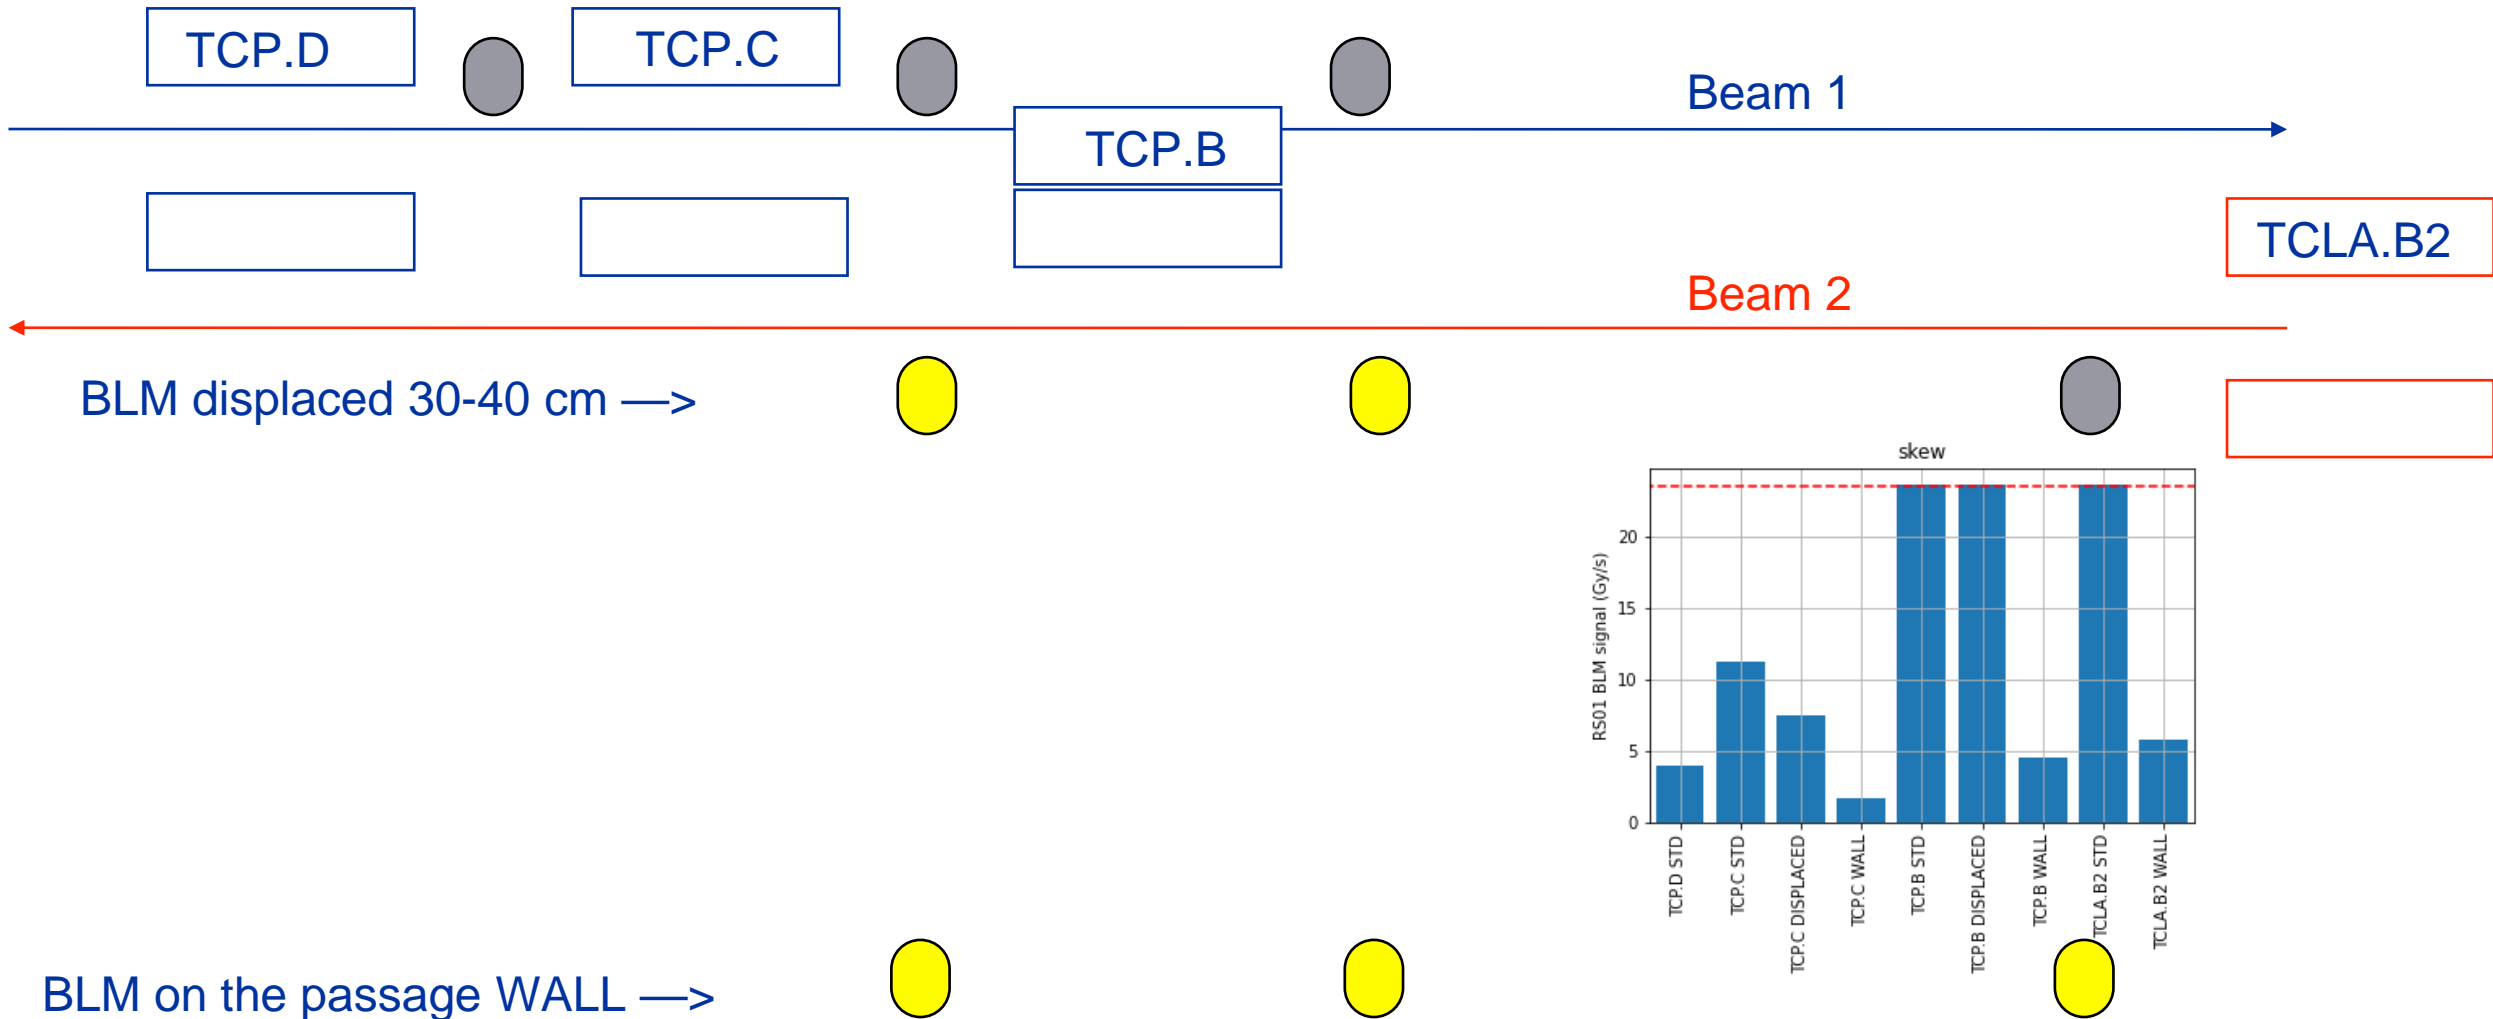 TCP.D
TCP.C
Beam 1
TCP.B
TCLA.B2
Beam 2
BLM displaced 30-40 cm —>
skew
RS01 BLM signal (Gy/s)
20
15
10
5
0
TCP.D STD
TCP.C STD
TCP.C DISPLACED
TCP.C WALL
TCP.B STD
TCP.B DISPLACED
TCP.B WALL
TCLA.B2 STD
TCLA.B2 WALL
BLM on the passage WALL —>